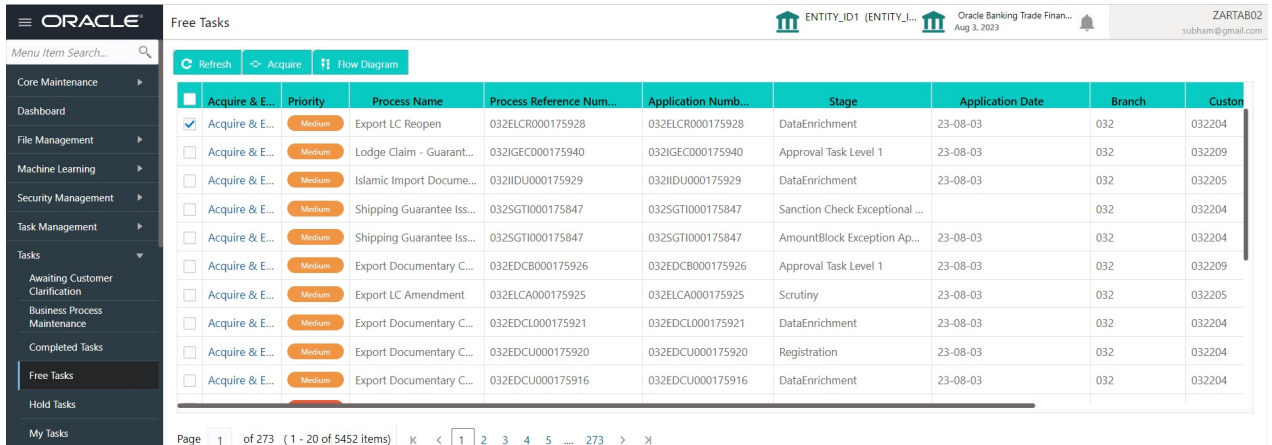 ≡ ORACLE®
Free Tasks
ENTITY_ID1 (ENTITY_I...
Oracle Banking Trade Finan...
Aug 3, 2023
ZARTAB02
subham@gmail.com
Menu Item Search...
Core Maintenance
Dashboard
File Management
Machine Learning
Security Management
Task Management
Tasks
Awaiting Customer
Clarification
Business Process
Maintenance
Completed Tasks
Free Tasks
Hold Tasks
My Tasks
Refresh Acquire Flow Diagram
Acquire & E... Priority Process Name Process Reference Num... Application Numb... Stage Application Date Branch Custom
Acquire & E... Medium Export LC Reopen 032ELCR000175928 032ELCR000175928 DataEnrichment 23-08-03 032 032204
Acquire & E... Medium Lodge Claim - Guarant... 032IGEC000175940 032IGEC000175940 Approval Task Level 1 23-08-03 032 032209
Acquire & E... Medium Islamic Import Docume... 032IIDU000175929 032IIDU000175929 DataEnrichment 23-08-03 032 032205
Acquire & E... Medium Shipping Guarantee Iss... 032SGTI000175847 032SGTI000175847 Sanction Check Exceptional ... 032 032204
Acquire & E... Medium Shipping Guarantee Iss... 032SGTI000175847 032SGTI000175847 AmountBlock Exception Ap... 23-08-03 032 032204
Acquire & E... Medium Export Documentary C... 032EDCB000175926 032EDCB000175926 Approval Task Level 1 23-08-03 032 032209
Acquire & E... Medium Export LC Amendment 032ELCA000175925 032ELCA000175925 Scrutiny 23-08-03 032 032205
Acquire & E... Medium Export Documentary C... 032EDCL000175921 032EDCL000175921 DataEnrichment 23-08-03 032 032204
Acquire & E... Medium Export Documentary C... 032EDCU000175920 032EDCU000175920 Registration 23-08-03 032 032204
Acquire & E... Medium Export Documentary C... 032EDCU000175916 032EDCU000175916 DataEnrichment 23-08-03 032 032204
Page 1 of 273 (1 - 20 of 5452 items) 1 2 3 4 5 ... 273